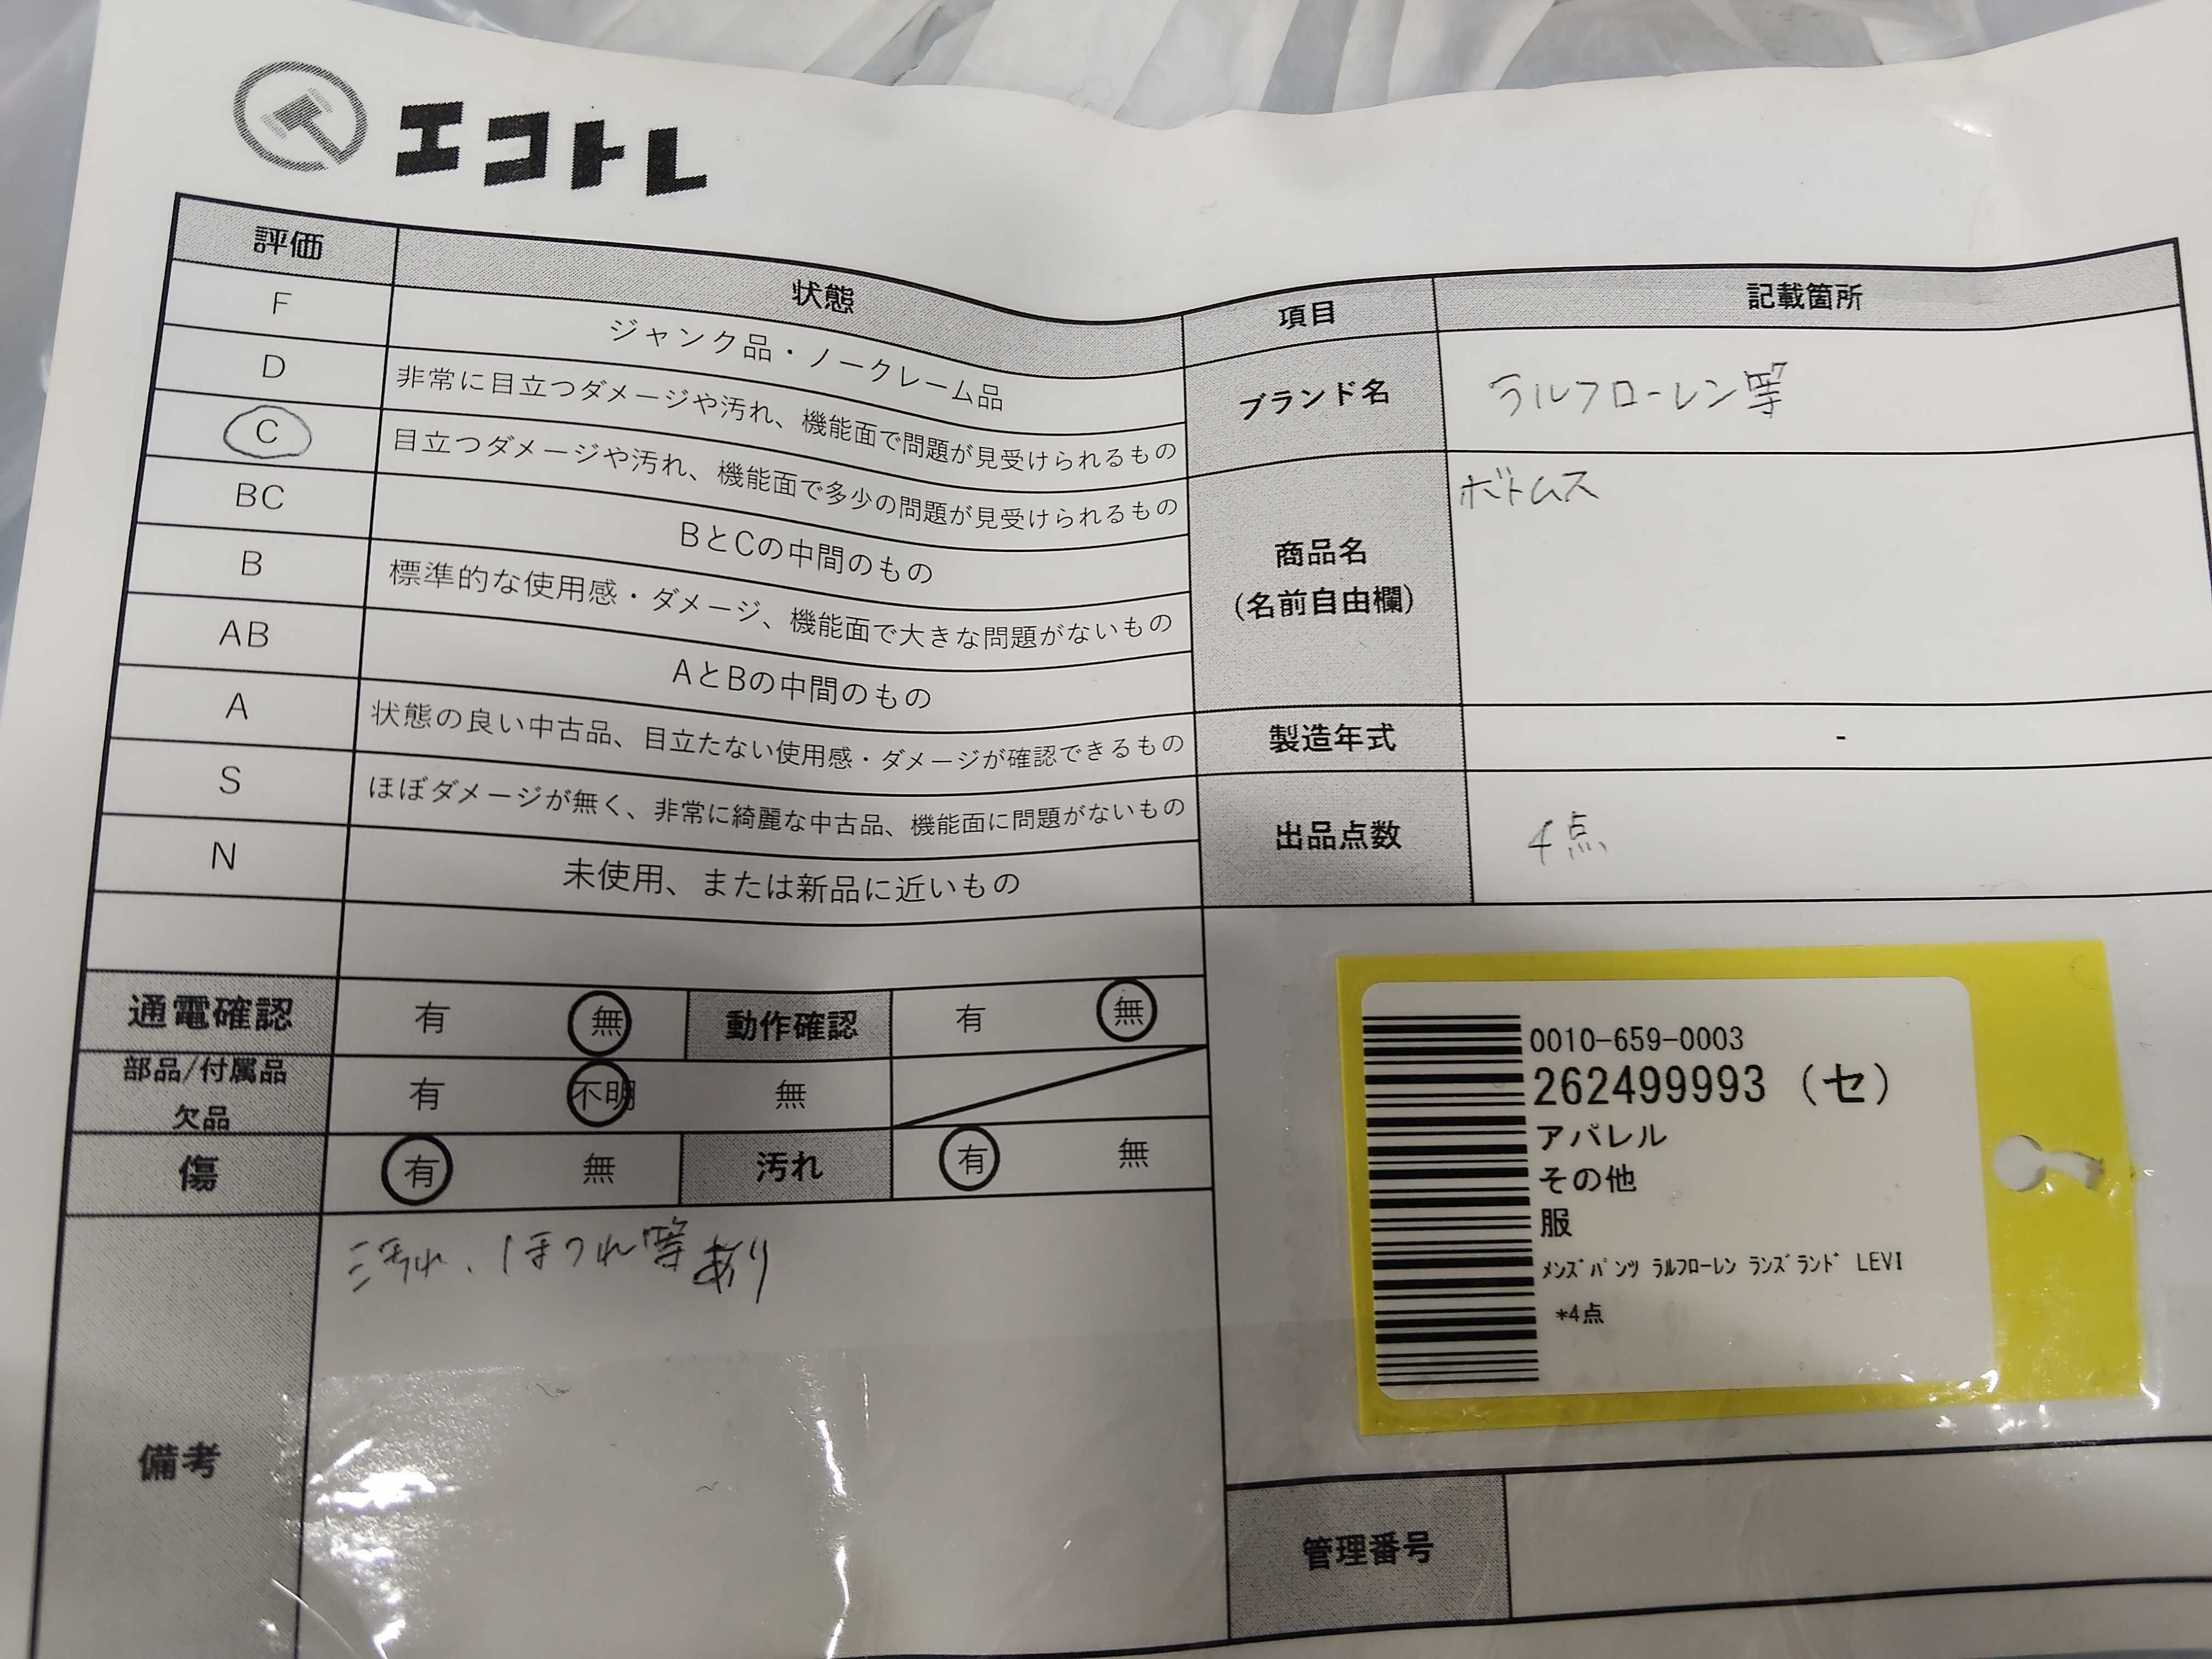 エコトレ
評価 状態
F ジャンク品・ノークレーム品
D 非常に目立つダメージや汚れ、機能面で問題が見受けられるもの
C 目立つダメージや汚れ、機能面で多少の問題が見受けられるもの
BC BとCの中間のもの
B 標準的な使用感・ダメージ、機能面で大きな問題がないもの
AB AとBの中間のもの
A 状態の良い中古品、目立たない使用感・ダメージが確認できるもの
S ほぼダメージが無く、非常に綺麗な中古品、機能面に問題がないもの
N 未使用、または新品に近いもの
通電確認 有 無 動作確認 有 無
部品/付属品
欠品 有 不明 無
傷 有 無 汚れ 有 無
備考 汚れ、ほつれ等あり
項目 記載箇所
ブランド名 ラルフローレン等
商品名
(名前自由欄) ボトムス
製造年式 -
出品点数 4点
0010-659-0003
262499993 (セ)
アパレル
その他
服
ﾒﾝｽﾞﾊﾟﾝﾂ ﾗﾙﾌﾛｰﾚﾝ ﾗﾝｽﾞﾗﾝﾄﾞ LEVI
*4点
管理番号